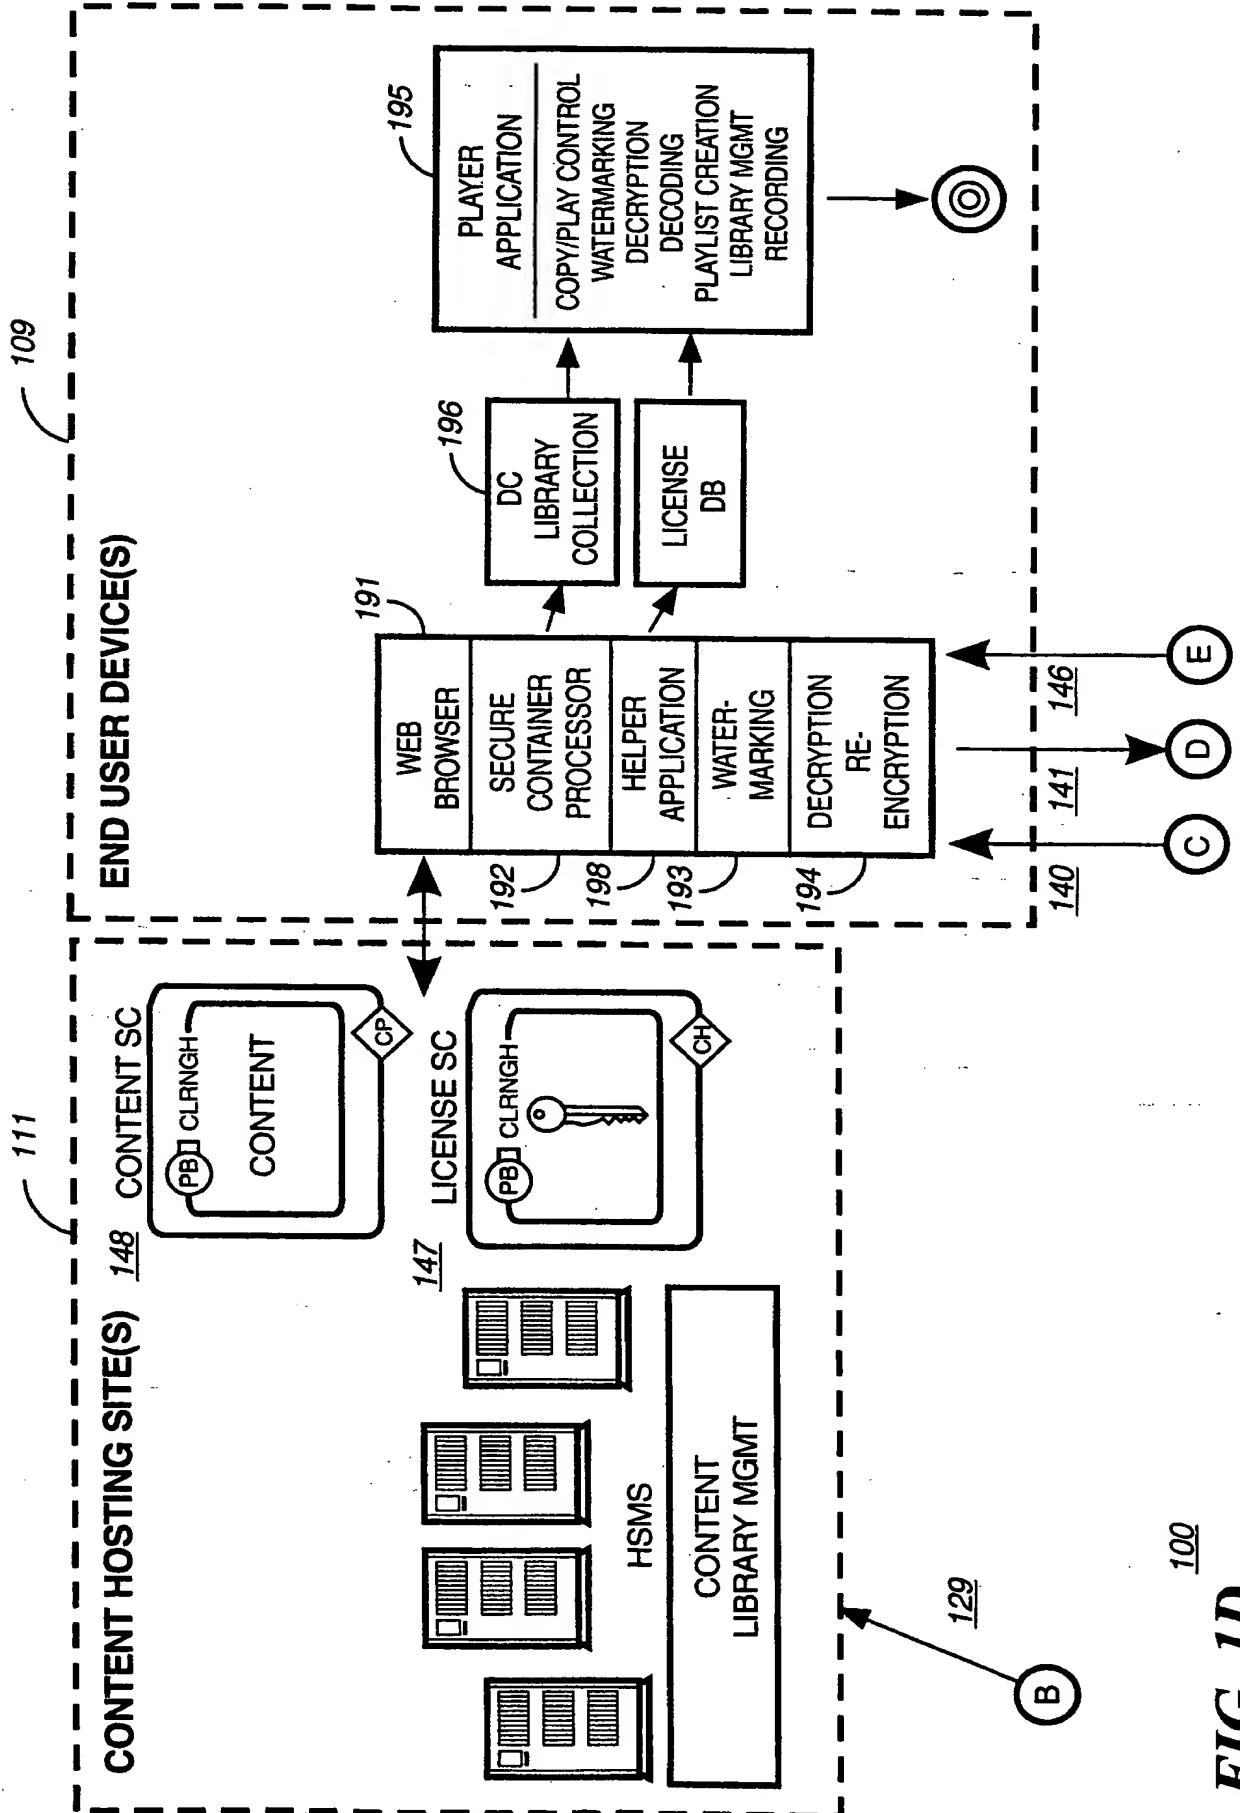 111
109
CONTENT HOSTING SITE(S)
148
CONTENT SC
PB CLRNGH
CONTENT
CP
147
LICENSE SC
PB CLRNGH
CH
HSMS
CONTENT
LIBRARY MGMT
129
B
END USER DEVICE(S)
191
WEB
BROWSER
192
SECURE
CONTAINER
PROCESSOR
198
HELPER
APPLICATION
193
WATER-
MARKING
194
DECRYPTION
RE-
ENCRYPTION
196
DC
LIBRARY
COLLECTION
LICENSE
DB
195
PLAYER
APPLICATION
COPY/PLAY CONTROL
WATERMARKING
DECRYPTION
DECODING
PLAYLIST CREATION
LIBRARY MGMT
RECORDING
140
141
146
C
D
E
100
FIG. 1D